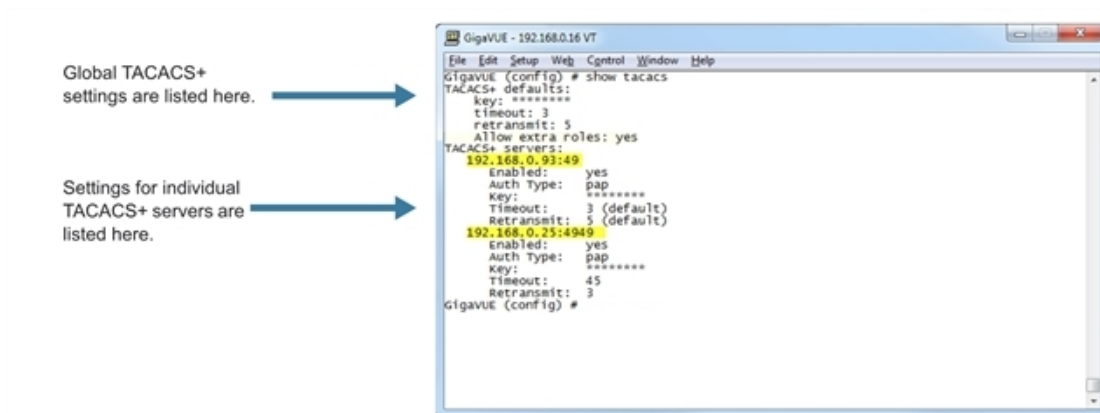 Global TACACS+
settings are listed here.
Settings for individual
TACACS+ servers are
listed here.
GigaVUE - 192.168.0.16 VT
File Edit Setup Web Control Window Help
GigaVUE (config) # show tacacs
TACACS+ defaults:
key: ********
timeout: 3
retransmit: 5
Allow extra roles: yes
TACACS+ servers:
192.168.0.93:49
Enabled: yes
Auth Type: pap
Key: ********
Timeout: 3 (default)
Retransmit: 5 (default)
192.168.0.25:4949
Enabled: yes
Auth Type: pap
Key: ********
Timeout: 45
Retransmit: 3
GigaVUE (config) #